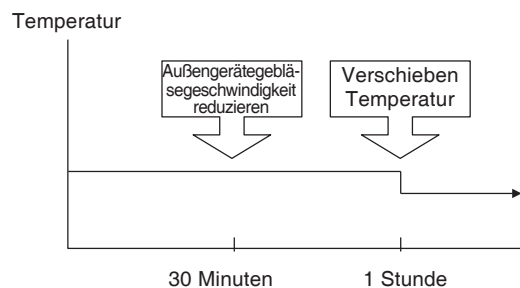 Temperatur
Außengerätegeblä-
segeschwindigkeit
reduzieren
Verschieben
Temperatur
30 Minuten
1 Stunde